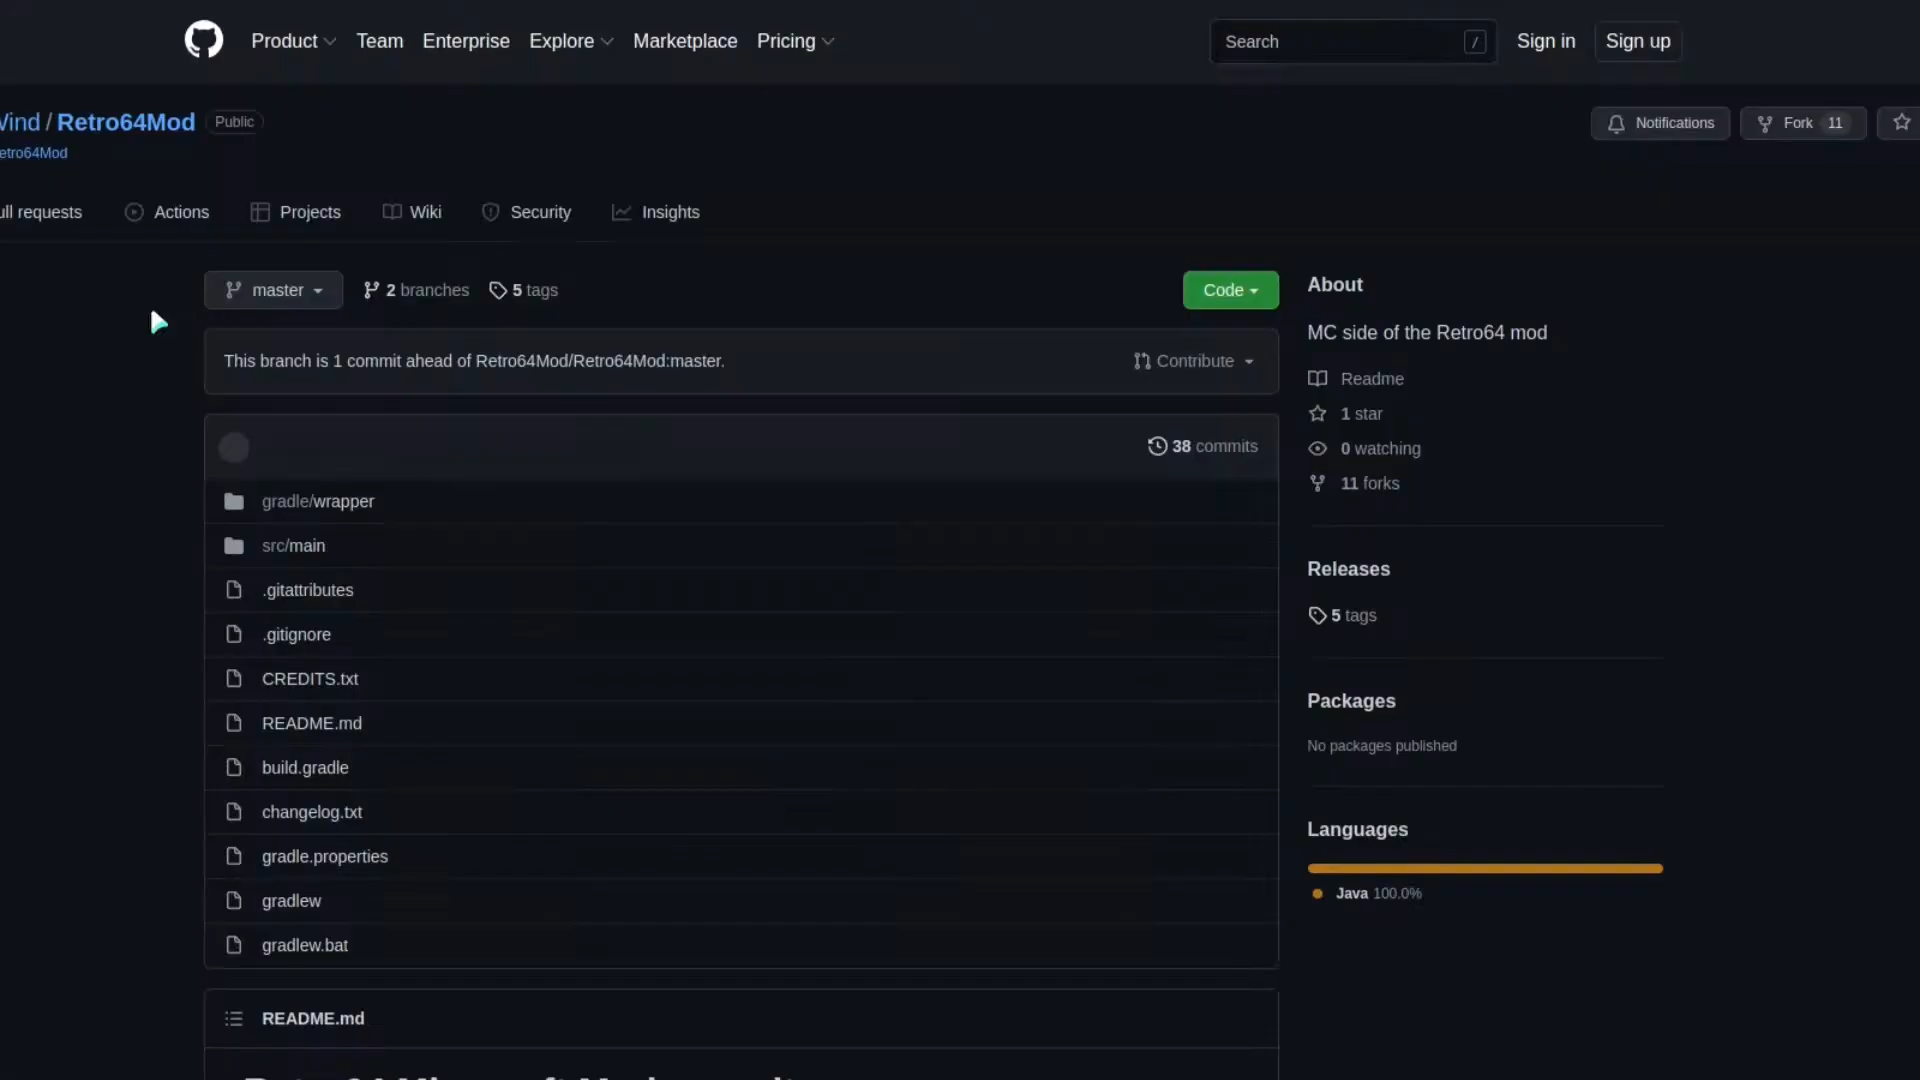 Product Team Enterprise Explore Marketplace Pricing Search / Sign in Sign up
/ Retro64Mod Public Notifications Fork 11
etro64Mod
ull requests Actions Projects Wiki Security Insights
master 2 branches 5 tags Code
This branch is 1 commit ahead of Retro64Mod/Retro64Mod:master. Contribute
38 commits
gradle/wrapper
src/main
.gitattributes
.gitignore
CREDITS.txt
README.md
build.gradle
changelog.txt
gradle.properties
gradlew
gradlew.bat
README.md
About
MC side of the Retro64 mod
Readme
1 star
0 watching
11 forks
Releases
5 tags
Packages
No packages published
Languages
Java 100.0%